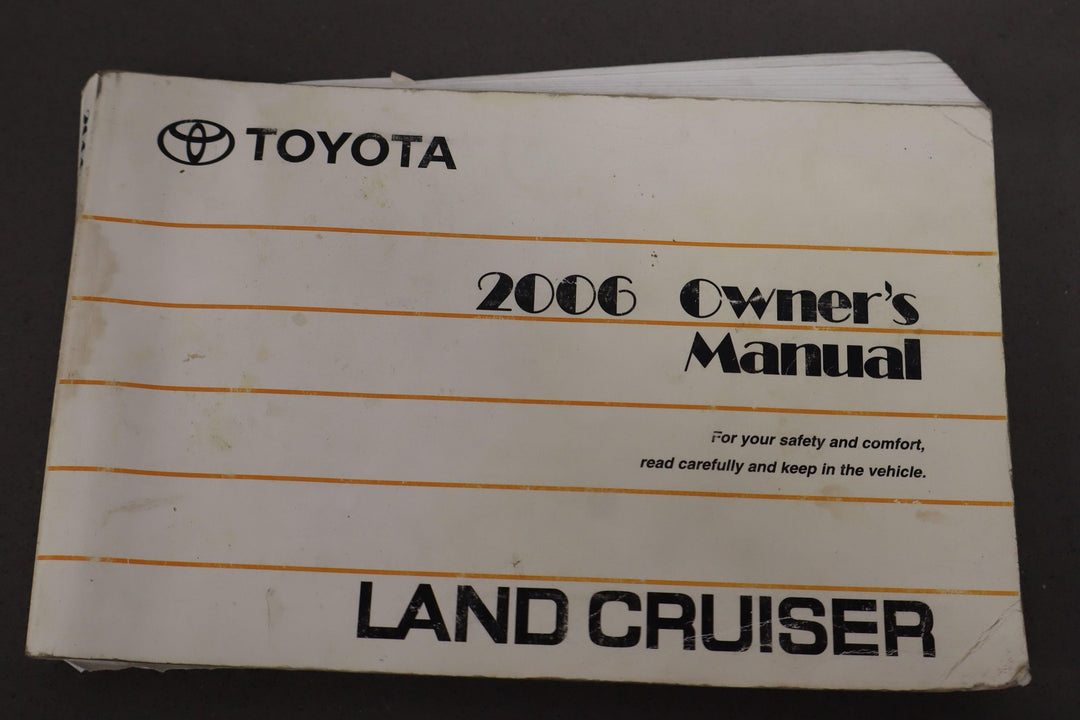 TOYOTA
2006 Owner's
Manual
For your safety and comfort,
read carefully and keep in the vehicle.
LAND CRUISER